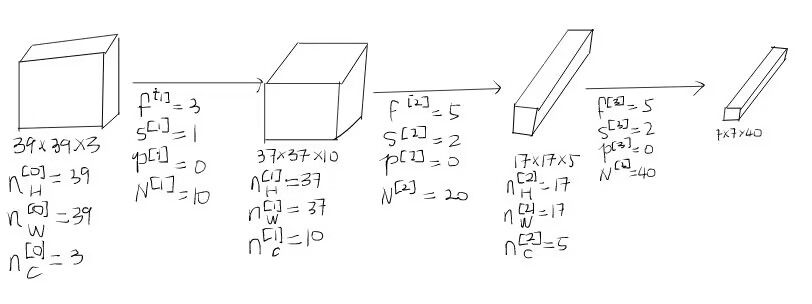 39×39×3
n_H^[0] = 39
n_W^[0] = 39
n_C^[0] = 3
f^[1] = 3
s^[1] = 1
p^[1] = 0
N^[1] = 10
37×37×10
n_H^[1] = 37
n_W^[1] = 37
n_C^[1] = 10
f^[2] = 5
s^[2] = 2
p^[2] = 0
N^[2] = 20
17×17×5
n_H^[2] = 17
n_W^[2] = 17
n_C^[2] = 5
f^[3] = 5
s^[3] = 2
p^[3] = 0
N^[3] = 40
7×7×40